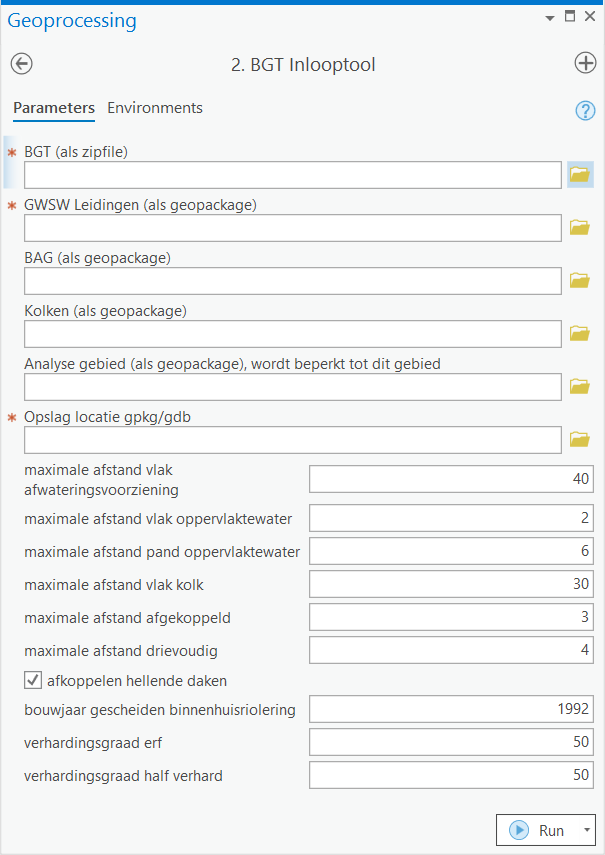 Geoprocessing
2. BGT Inlooptool
Parameters Environments
?
* BGT (als zipfile)
* GWSW Leidingen (als geopackage)
BAG (als geopackage)
Kolken (als geopackage)
Analyse gebied (als geopackage), wordt beperkt tot dit gebied
* Opslag locatie gpkg/gdb
maximale afstand vlak
afwateringsvoorziening 40
maximale afstand vlak oppervlaktewater 2
maximale afstand pand oppervlaktewater 6
maximale afstand vlak kolk 30
maximale afstand afgekoppeld 3
maximale afstand drievoudig 4
afkoppelen hellende daken
bouwjaar gescheiden binnenhuisriolering 1992
verhardingsgraad erf 50
verhardingsgraad half verhard 50
Run